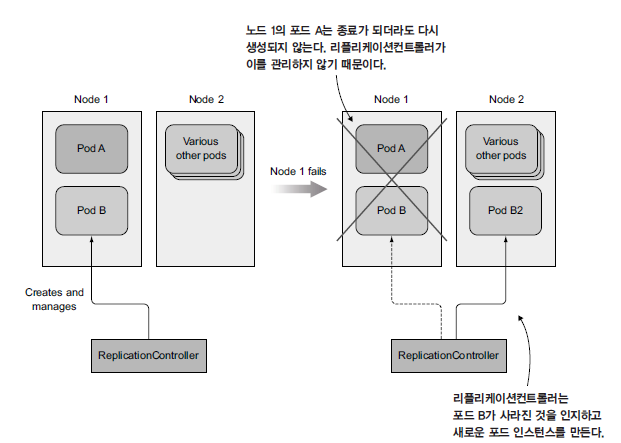 노드 1의 포드 A는 종료가 되더라도 다시
생성되지 않는다. 리플리케이션컨트롤러가
이를 관리하지 않기 때문이다.
Node 1
Node 2
Pod A
Various
other pods
Pod B
Node 1 fails
Node 1
Node 2
Pod A
Various
other pods
Pod B
Pod B2
Creates and
manages
ReplicationController
ReplicationController
리플리케이션컨트롤러는
포드 B가 사라진 것을 인지하고
새로운 포드 인스턴스를 만든다.